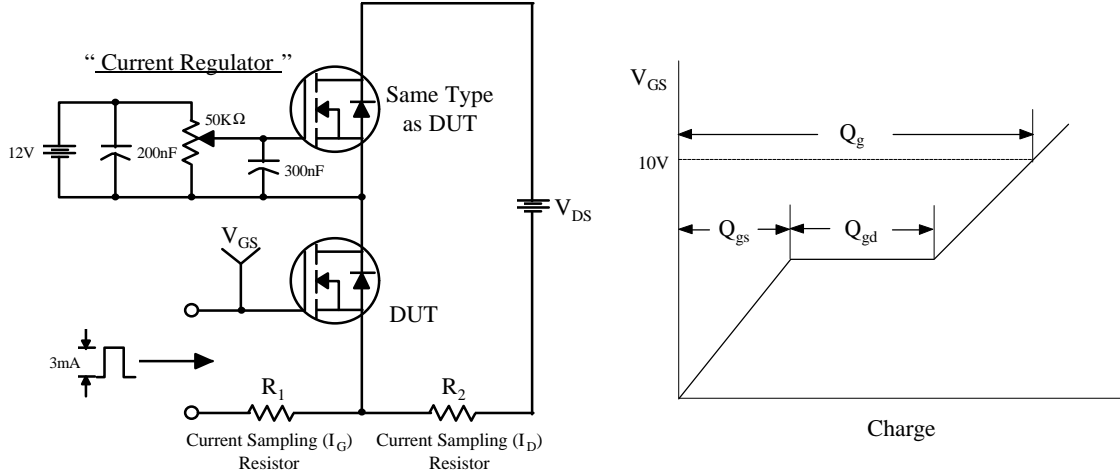 “ Current Regulator ”
Same Type
as DUT
50KΩ
12V
200nF
300nF
V_DS
V_GS
DUT
3mA
R_1
R_2
Current Sampling (I_G)
Resistor
Current Sampling (I_D)
Resistor
V_GS
Q_g
10V
Q_gs
Q_gd
Charge